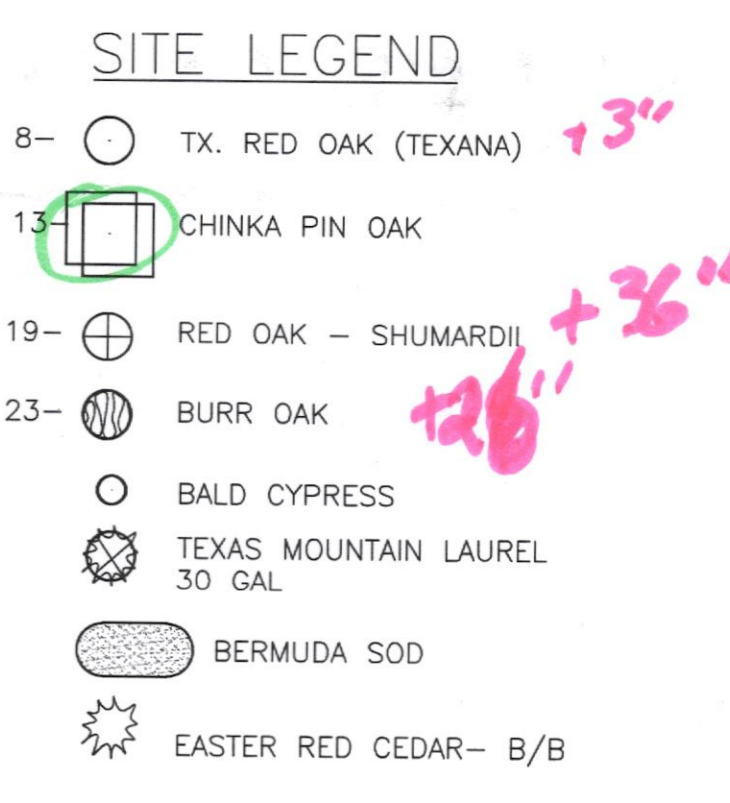 SITE LEGEND
8- TX. RED OAK (TEXANA) +3"
13- CHINKA PIN OAK
19- RED OAK - SHUMARDII +36"
23- BURR OAK +26"
BALD CYPRESS
TEXAS MOUNTAIN LAUREL
30 GAL
BERMUDA SOD
EASTER RED CEDAR- B/B